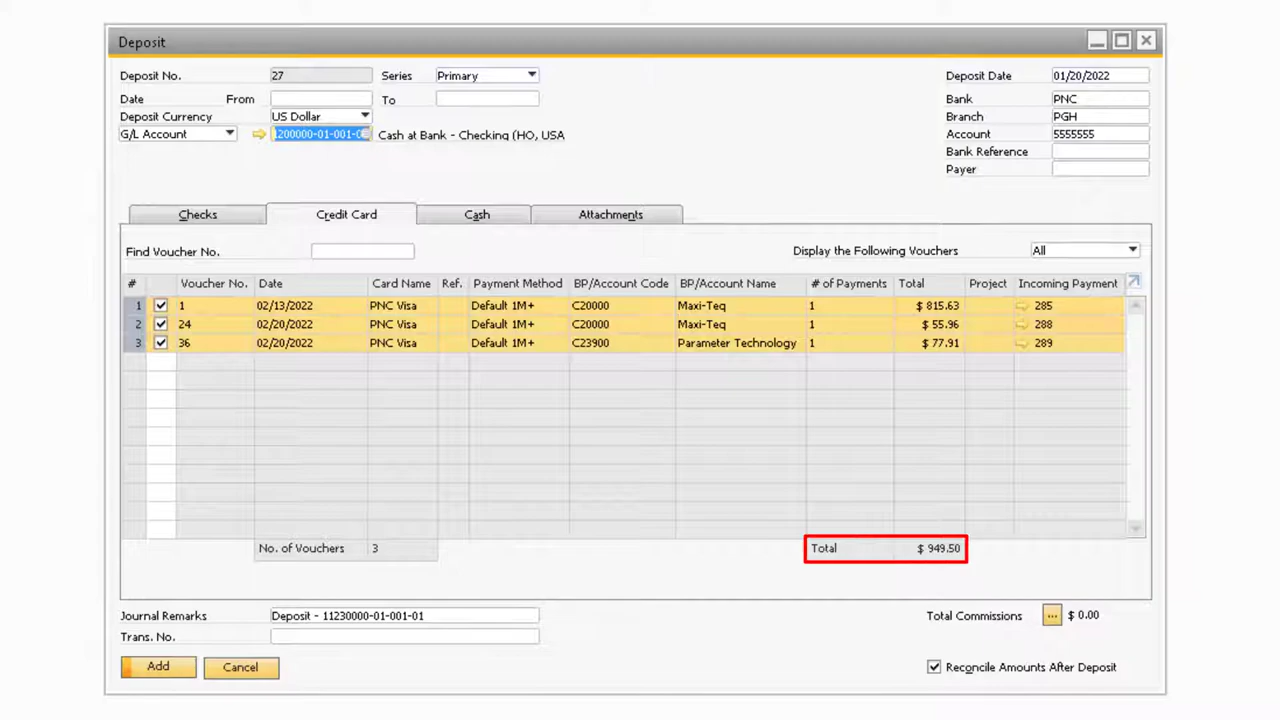 Deposit
Deposit No. 27 Series Primary Deposit Date 01/20/2022
Date From To Bank PNC
Deposit Currency US Dollar Branch PGH
G/L Account Cash at Bank - Checking (HO, USA Account 5555555
Bank Reference
Payer
Checks Credit Card Cash Attachments
Find Voucher No. Display the Following Vouchers All
# Voucher No. Date Card Name Ref. Payment Method BP/Account Code BP/Account Name # of Payments Total Project Incoming Payment
1 1 02/13/2022 PNC Visa Default 1M+ C20000 Maxi-Teq 1 $ 815.63 285
2 24 02/20/2022 PNC Visa Default 1M+ C20000 Maxi-Teq 1 $ 55.96 288
3 36 02/20/2022 PNC Visa Default 1M+ C23900 Parameter Technology 1 $ 77.91 289
No. of Vouchers 3 Total $ 949.50
Journal Remarks Deposit - 11230000-01-001-01 Total Commissions ... $ 0.00
Trans. No.
Add Cancel Reconcile Amounts After Deposit